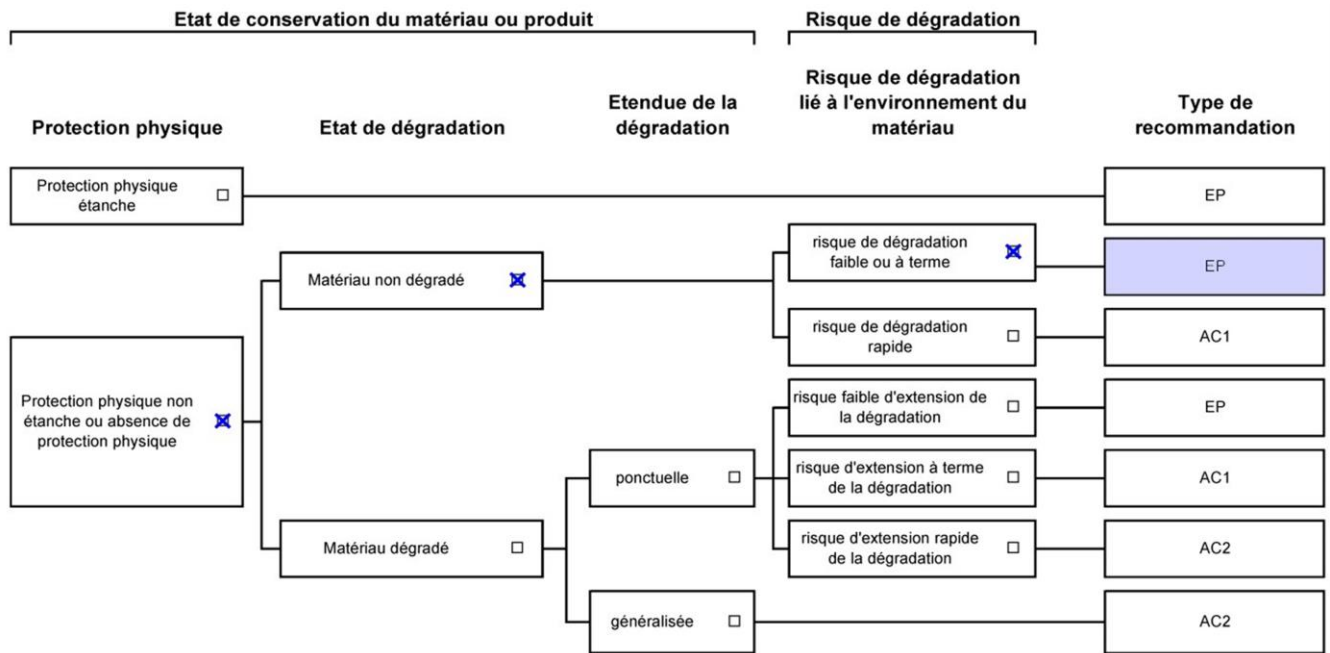 Etat de conservation du matériau ou produit
Risque de dégradation
Protection physique
Etat de dégradation
Etendue de la
dégradation
Risque de dégradation
lié à l'environnement du
matériau
Type de
recommandation
Protection physique
étanche
EP
risque de dégradation
faible ou à terme
EP
Matériau non dégradé
risque de dégradation
rapide
AC1
Protection physique non
étanche ou absence de
protection physique
risque faible d'extension de
la dégradation
EP
ponctuelle
risque d'extension à terme
de la dégradation
AC1
Matériau dégradé
risque d'extension rapide
de la dégradation
AC2
généralisée
AC2